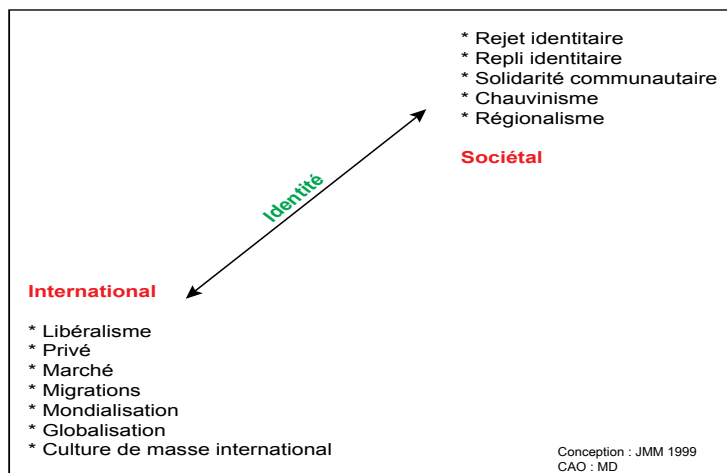 * Rejet identitaire
* Repli identitaire
* Solidarité communautaire
* Chauvinisme
* Régionalisme
Sociétal
Identité
International
* Libéralisme
* Privé
* Marché
* Migrations
* Mondialisation
* Globalisation
* Culture de masse international
Conception : JMM 1999
CAO : MD